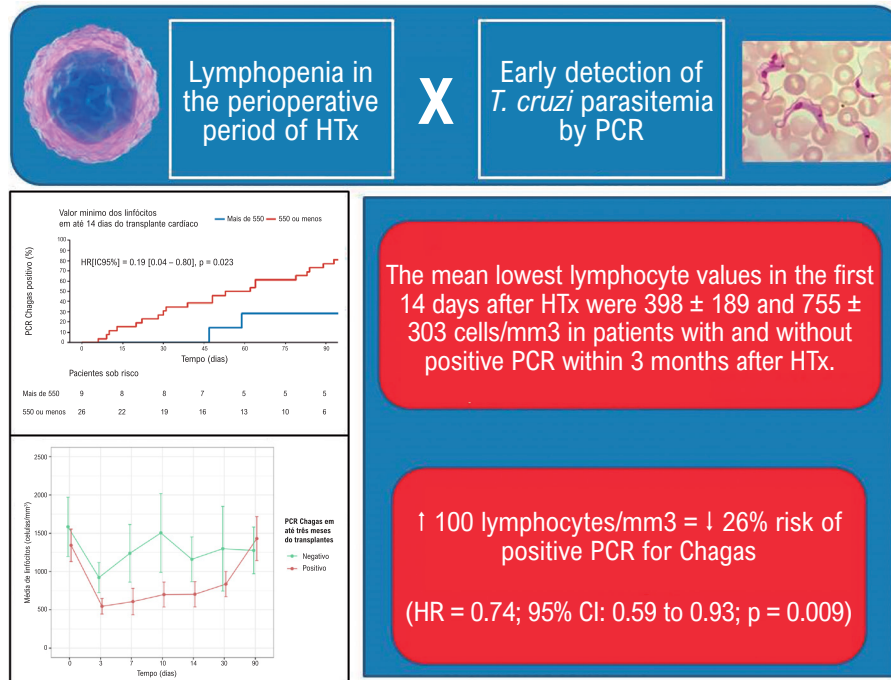 Lymphopenia in
the perioperative
period of HTx
X
Early detection of
T. cruzi parasitemia
by PCR
Valor mínimo dos linfócitos
em até 14 dias do transplante cardíaco
Mais de 550
550 ou menos
PCR Chagas positivo (%)
100
90
80
70
60
50
40
30
20
10
0
HR[IC95%] = 0.19 [0.04 – 0.80], p = 0.023
0 15 30 45 60 75 90
Tempo (dias)
Pacientes sob risco
Mais de 550 9 8 8 7 5 5 5
550 ou menos 26 22 19 16 13 10 6
Média de linfócitos (celulas/mm³)
2500
2000
1500
1000
500
0
0 3 7 10 14 30 90
Tempo (dias)
PCR Chagas em
até três meses
do transplantes
Negativo
Positivo
The mean lowest lymphocyte values in the first
14 days after HTx were 398 ± 189 and 755 ±
303 cells/mm3 in patients with and without
positive PCR within 3 months after HTx.
↑ 100 lymphocytes/mm3 = ↓ 26% risk of
positive PCR for Chagas
(HR = 0.74; 95% CI: 0.59 to 0.93; p = 0.009)